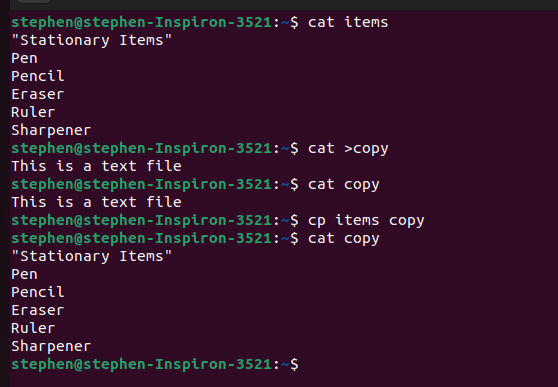 stephen@stephen-Inspiron-3521:~$ cat items
"Stationary Items"
Pen
Pencil
Eraser
Ruler
Sharpener
stephen@stephen-Inspiron-3521:~$ cat >copy
This is a text file
stephen@stephen-Inspiron-3521:~$ cat copy
This is a text file
stephen@stephen-Inspiron-3521:~$ cp items copy
stephen@stephen-Inspiron-3521:~$ cat copy
"Stationary Items"
Pen
Pencil
Eraser
Ruler
Sharpener
stephen@stephen-Inspiron-3521:~$